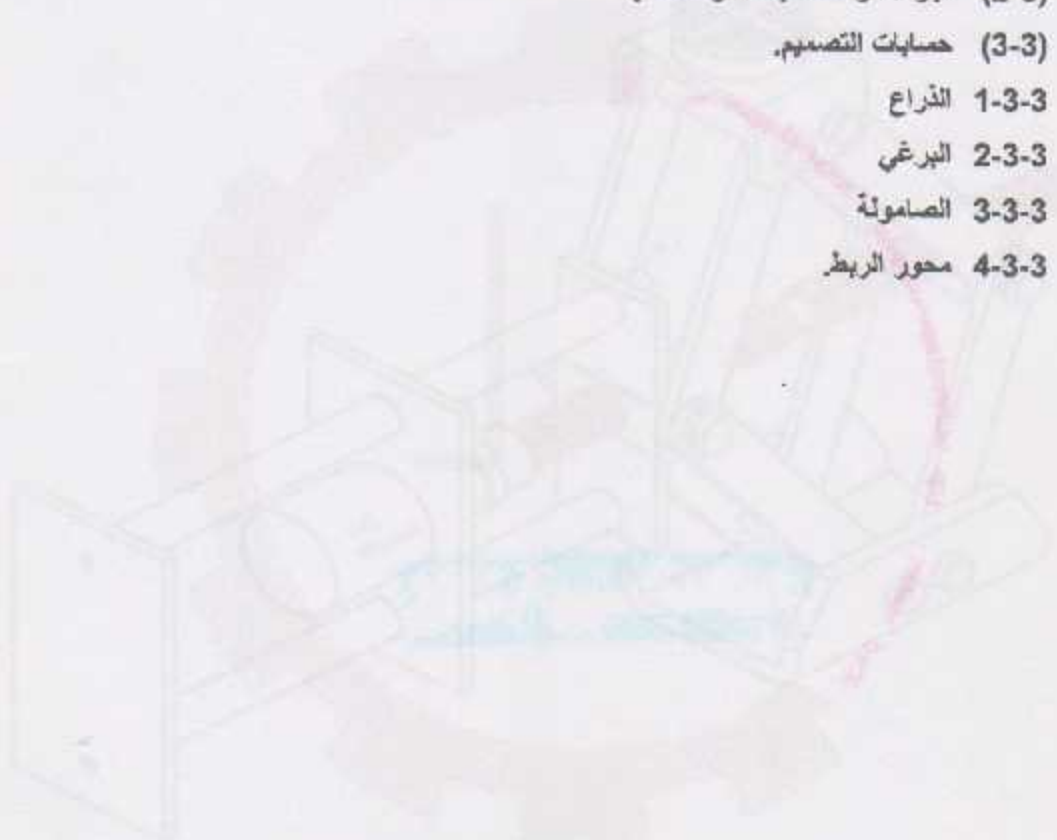 (3-3) حسابات التصميم.
1-3-3 الذراع
2-3-3 البرغي
3-3-3 الصامولة
4-3-3 محور الربط.